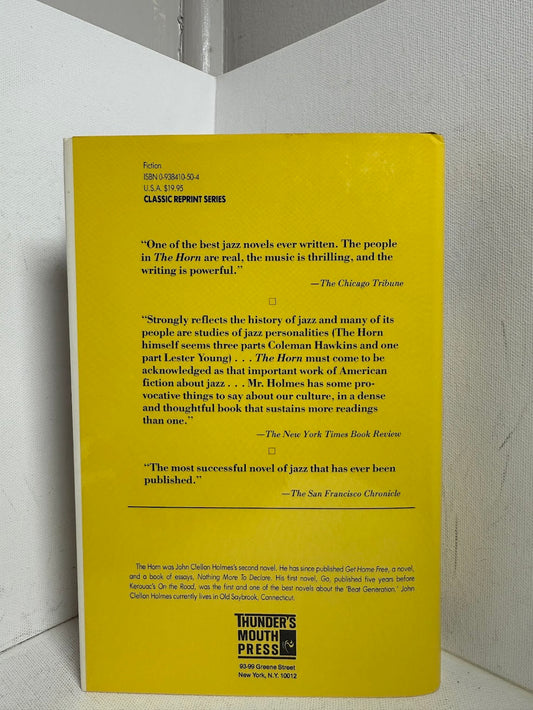 Fiction
ISBN 0-938410-50-4
U.S.A. $19.95
CLASSIC REPRINT SERIES
“One of the best jazz novels ever written. The people
in The Horn are real, the music is thrilling, and the
writing is powerful.”
—The Chicago Tribune
“Strongly reflects the history of jazz and many of its
people are studies of jazz personalities (The Horn
himself seems three parts Coleman Hawkins and one
part Lester Young) . . . The Horn must come to be
acknowledged as that important work of American
fiction about jazz . . . Mr. Holmes has some pro-
vocative things to say about our culture, in a dense
and thoughtful book that sustains more readings
than one.”
—The New York Times Book Review
“The most successful novel of jazz that has ever been
published.”
—The San Francisco Chronicle
The Horn was John Clellon Holmes's second novel. He has since published Get Home Free, a novel,
and a book of essays, Nothing More To Declare. His first novel, Go, published five years before
Kerouac's On the Road, was the first and one of the best novels about the 'Beat Generation.' John
Clellon Holmes currently lives in Old Saybrook, Connecticut.
THUNDER'S
MOUTH
PRESS
93-99 Greene Street
New York, N.Y. 10012